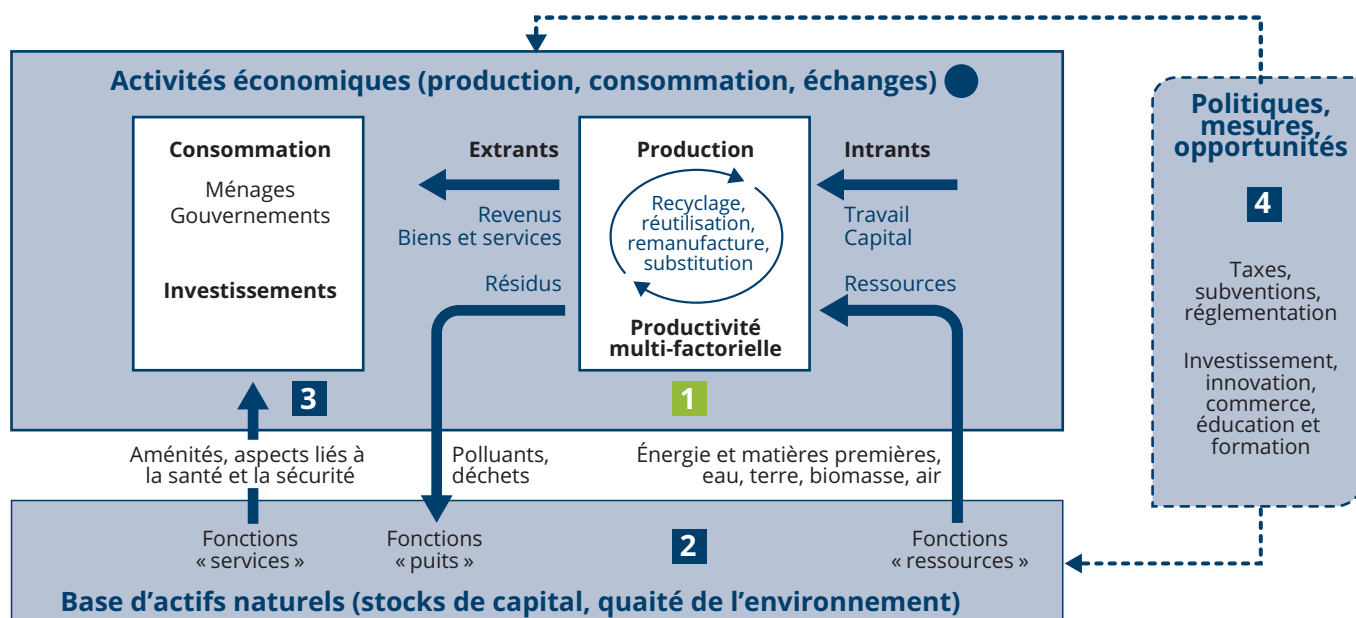 Activités économiques (production, consommation, échanges)
Consommation
Ménages
Gouvernements
Investissements
3
Extrants
Revenus
Biens et services
Résidus
Production
Recyclage,
réutilisation,
remanufacture,
substitution
Productivité
multi-factorielle
1
Intrants
Travail
Capital
Ressources
Politiques,
mesures,
opportunités
4
Taxes,
subventions,
réglementation
Investissement,
innovation,
commerce,
éducation et
formation
Aménités, aspects liés à
la santé et la sécurité
Polluants,
déchets
Énergie et matières premières,
eau, terre, biomasse, air
Fonctions
« services »
Fonctions
« puits »
2
Fonctions
« ressources »
Base d'actifs naturels (stocks de capital, quaité de l’environnement)